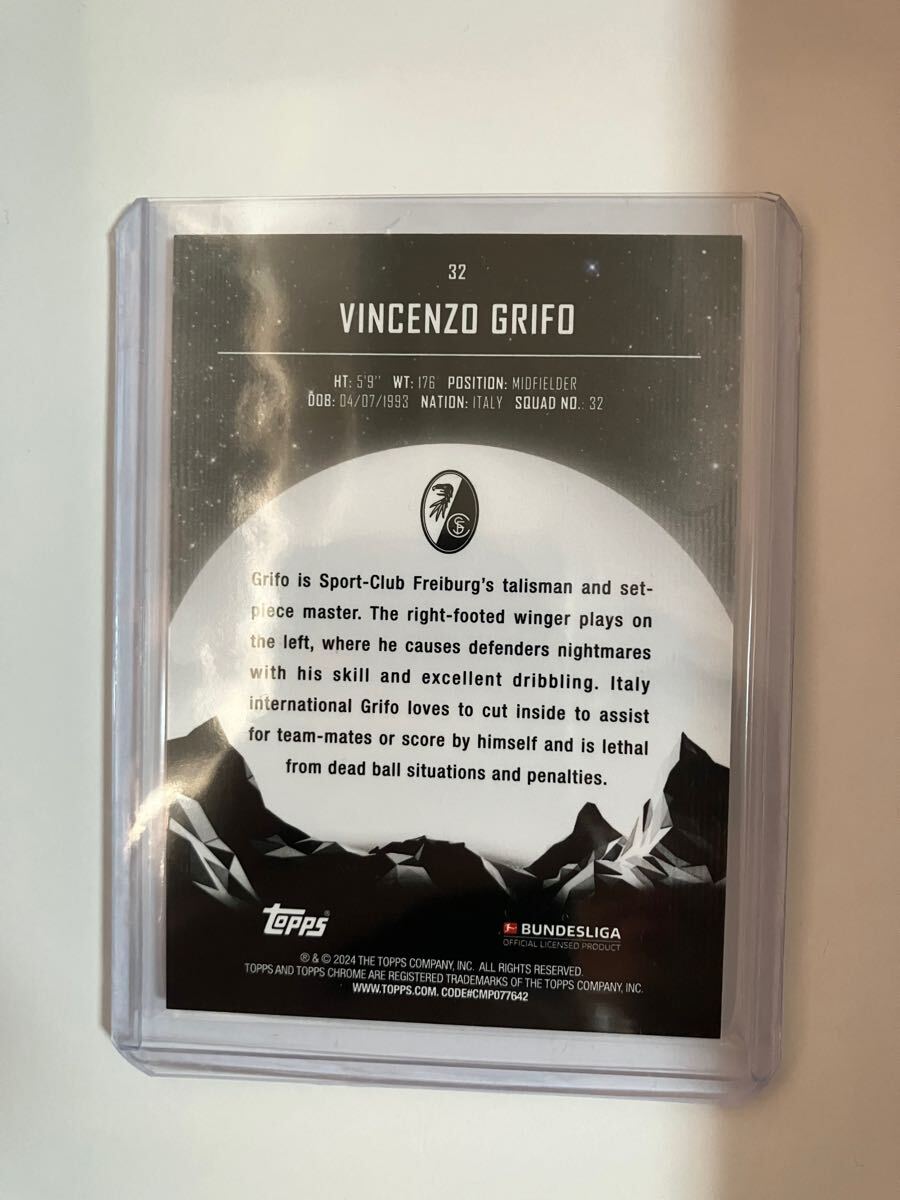 32
VINCENZO GRIFO
HT: 5'9" WT: 176 POSITION: MIDFIELDER
DOB: 04/07/1993 NATION: ITALY SQUAD NO.: 32
SC
Grifo is Sport-Club Freiburg's talisman and set-
piece master. The right-footed winger plays on
the left, where he causes defenders nightmares
with his skill and excellent dribbling. Italy
international Grifo loves to cut inside to assist
for team-mates or score by himself and is lethal
from dead ball situations and penalties.
topps®
BUNDESLIGA
OFFICIAL LICENSED PRODUCT
® & © 2024 THE TOPPS COMPANY, INC. ALL RIGHTS RESERVED.
TOPPS AND TOPPS CHROME ARE REGISTERED TRADEMARKS OF THE TOPPS COMPANY, INC.
WWW.TOPPS.COM. CODE#CMP077642